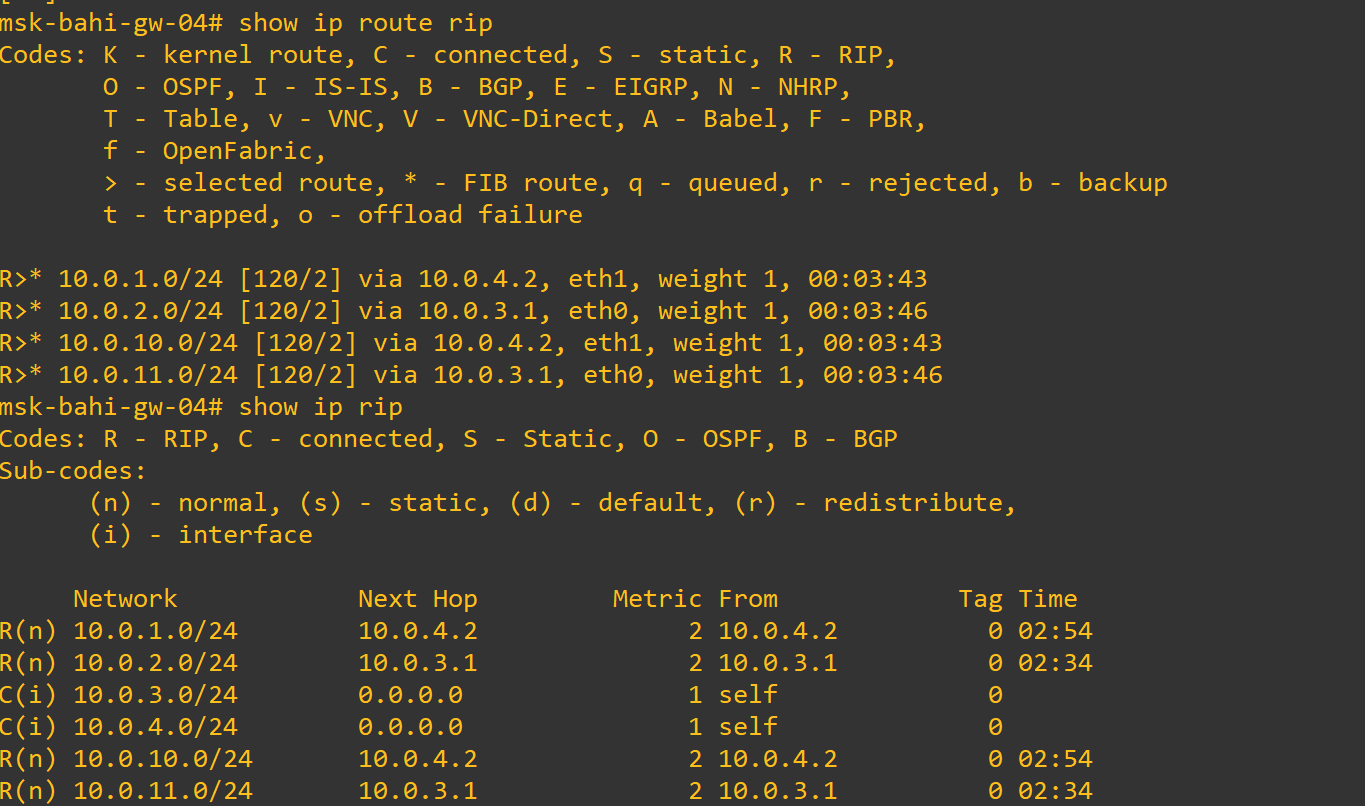 msk-bahi-gw-04# show ip route rip
Codes: K - kernel route, C - connected, S - static, R - RIP,
       O - OSPF, I - IS-IS, B - BGP, E - EIGRP, N - NHRP,
       T - Table, v - VNC, V - VNC-Direct, A - Babel, F - PBR,
       f - OpenFabric,
       > - selected route, * - FIB route, q - queued, r - rejected, b - backup
       t - trapped, o - offload failure

R>* 10.0.1.0/24 [120/2] via 10.0.4.2, eth1, weight 1, 00:03:43
R>* 10.0.2.0/24 [120/2] via 10.0.3.1, eth0, weight 1, 00:03:46
R>* 10.0.10.0/24 [120/2] via 10.0.4.2, eth1, weight 1, 00:03:43
R>* 10.0.11.0/24 [120/2] via 10.0.3.1, eth0, weight 1, 00:03:46
msk-bahi-gw-04# show ip rip
Codes: R - RIP, C - connected, S - Static, O - OSPF, B - BGP
Sub-codes:
      (n) - normal, (s) - static, (d) - default, (r) - redistribute,
      (i) - interface

     Network            Next Hop         Metric From            Tag Time
R(n) 10.0.1.0/24        10.0.4.2              2 10.0.4.2          0 02:54
R(n) 10.0.2.0/24        10.0.3.1              2 10.0.3.1          0 02:34
C(i) 10.0.3.0/24        0.0.0.0               1 self              0
C(i) 10.0.4.0/24        0.0.0.0               1 self              0
R(n) 10.0.10.0/24       10.0.4.2              2 10.0.4.2          0 02:54
R(n) 10.0.11.0/24       10.0.3.1              2 10.0.3.1          0 02:34